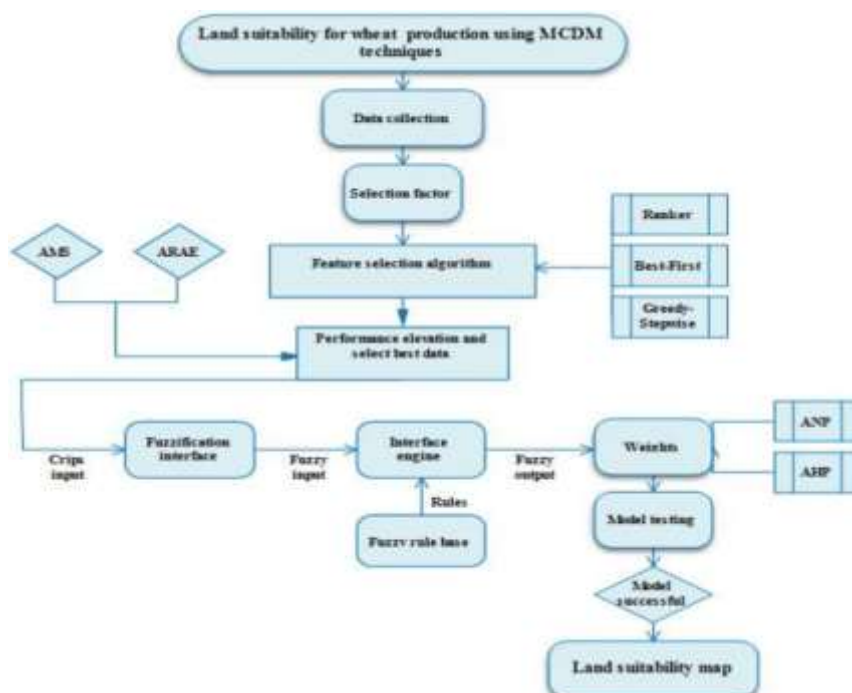 Land suitability for wheat production using MCDM
techniques
Data collection
Selection factor
Ranker
AMS
ARAE
Feature selection algorithm
Best-First
Greedy-
Stepwise
Performance elevation and
select best data
Crips
input
Fuzzification
interface
Fuzzy
input
Interface
engine
Fuzzy
output
Weights
ANP
AHP
Rules
Fuzzy rule base
Model testing
Model
successful
Land suitability map